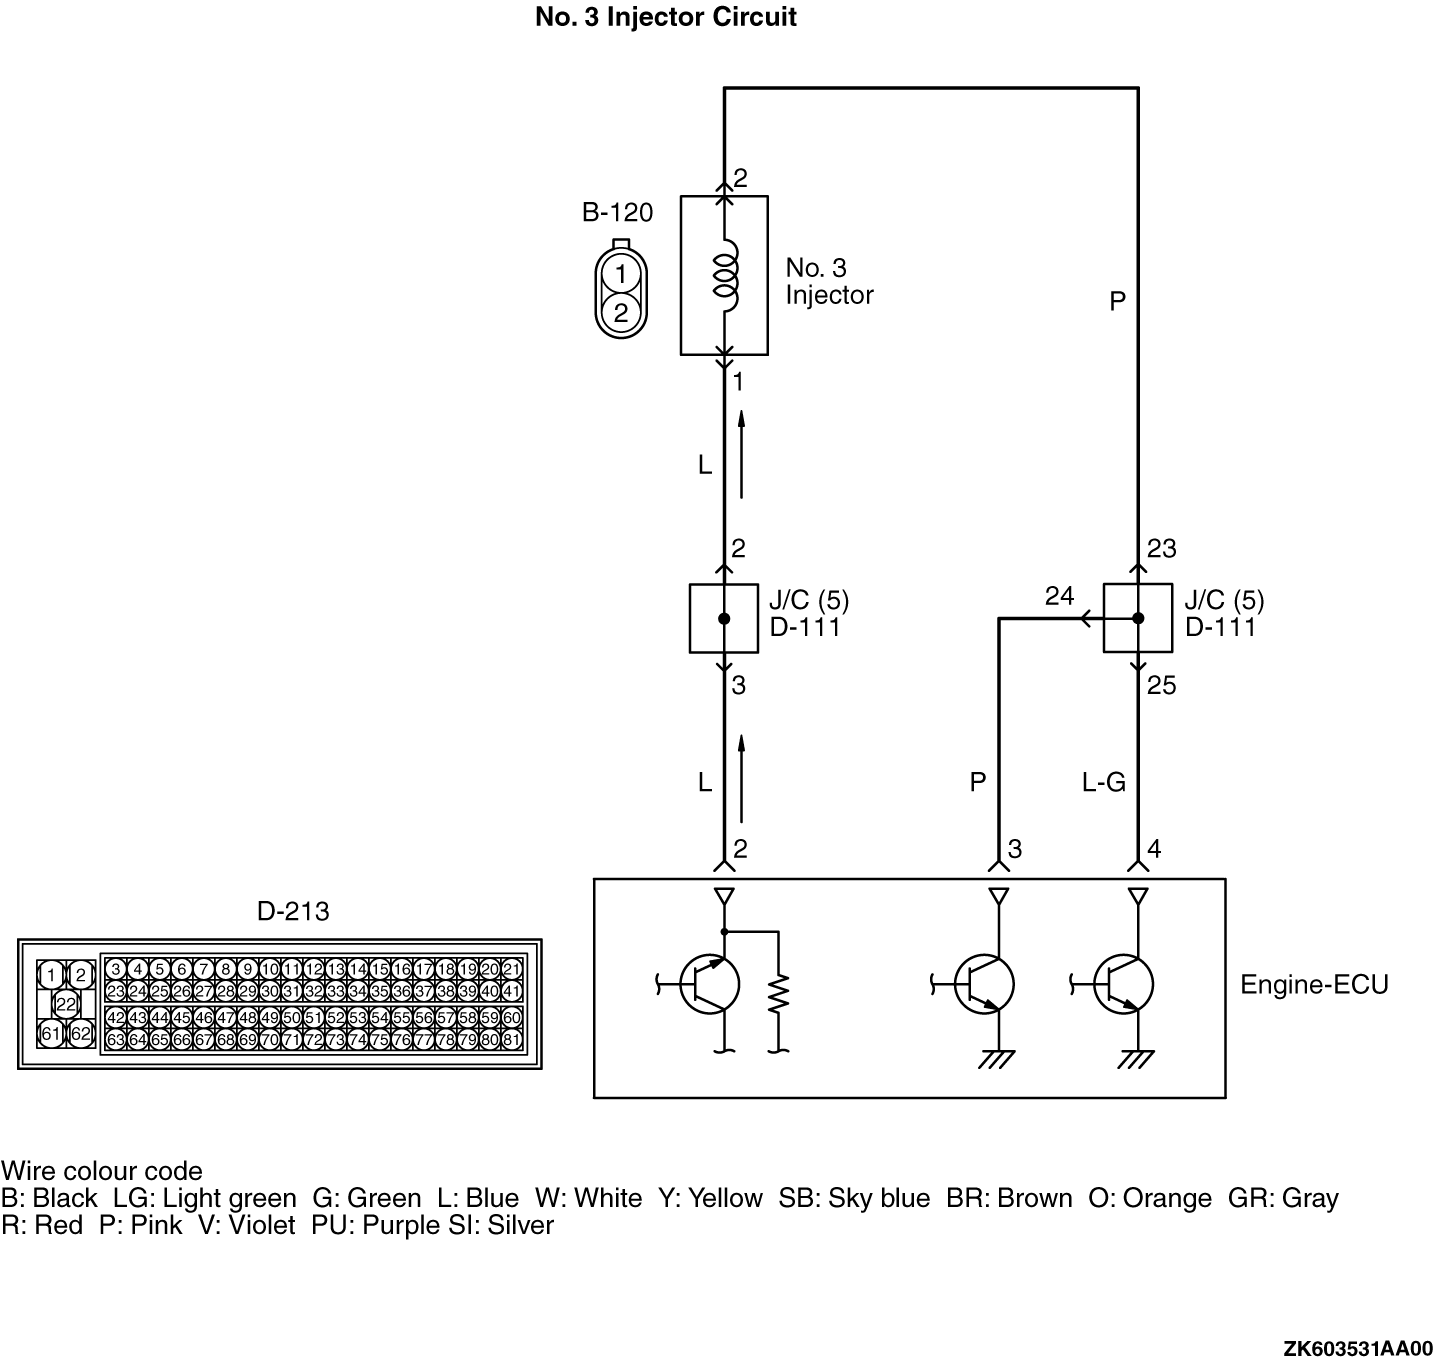 No. 3 Injector Circuit
2
B-120
1
2
No. 3
Injector
P
1
L
2
23
J/C (5)
D-111
24
J/C (5)
D-111
3
25
L
P
L-G
2
3
4
D-213
1 2
3 4 5 6 7 8 9 10 11 12 13 14 15 16 17 18 19 20 21
22
23 24 25 26 27 28 29 30 31 32 33 34 35 36 37 38 39 40 41
42 43 44 45 46 47 48 49 50 51 52 53 54 55 56 57 58 59 60
61 62
63 64 65 66 67 68 69 70 71 72 73 74 75 76 77 78 79 80 81
Engine-ECU
Wire colour code
B: Black LG: Light green G: Green L: Blue W: White Y: Yellow SB: Sky blue BR: Brown O: Orange GR: Gray
R: Red P: Pink V: Violet PU: Purple SI: Silver
ZK603531AA00